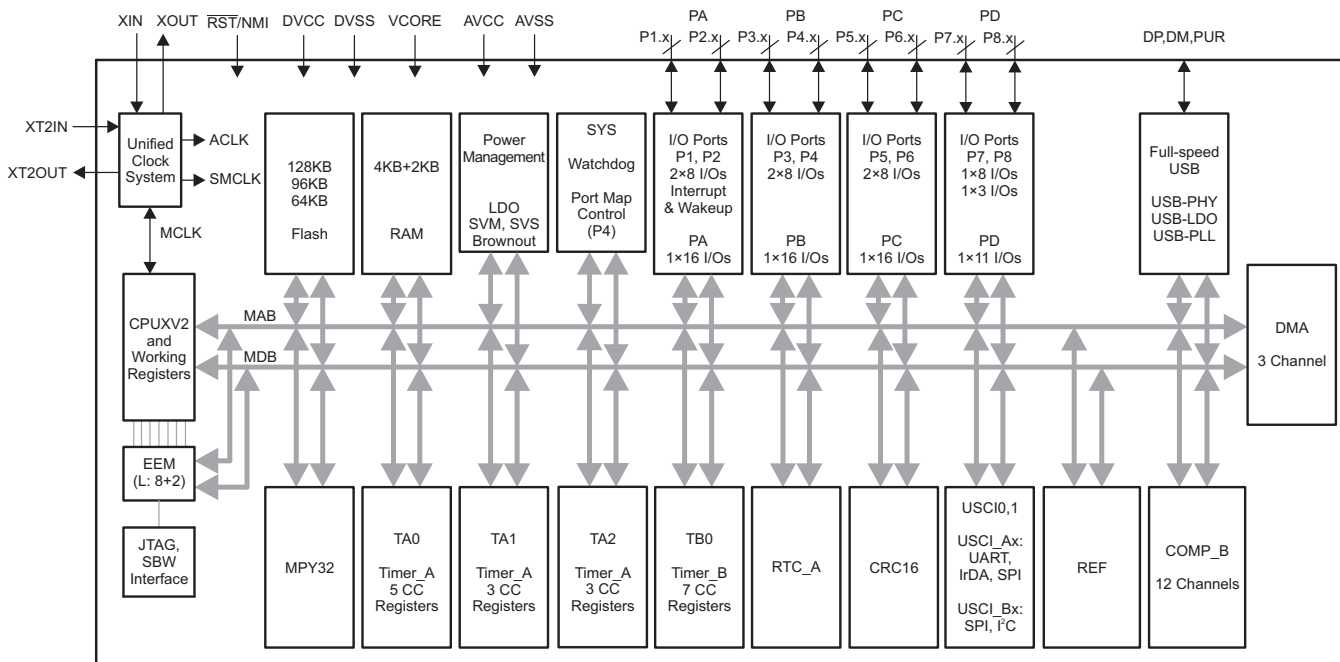 XIN
XOUT
RST/NMI
DVCC
DVSS
VCORE
AVCC
AVSS
PA
P1.x
P2.x
PB
P3.x
P4.x
PC
P5.x
P6.x
PD
P7.x
P8.x
DP,DM,PUR
XT2IN
XT2OUT
Unified
Clock
System
ACLK
SMCLK
MCLK
128KB
96KB
64KB
Flash
4KB+2KB
RAM
Power
Management
LDO
SVM, SVS
Brownout
SYS
Watchdog
Port Map
Control
(P4)
I/O Ports
P1, P2
2×8 I/Os
Interrupt
& Wakeup
PA
1×16 I/Os
I/O Ports
P3, P4
2×8 I/Os
PB
1×16 I/Os
I/O Ports
P5, P6
2×8 I/Os
PC
1×16 I/Os
I/O Ports
P7, P8
1×8 I/Os
1×3 I/Os
PD
1×11 I/Os
Full-speed
USB
USB-PHY
USB-LDO
USB-PLL
CPUXV2
and
Working
Registers
MAB
MDB
DMA
3 Channel
EEM
(L: 8+2)
JTAG,
SBW
Interface
MPY32
TA0
Timer_A
5 CC
Registers
TA1
Timer_A
3 CC
Registers
TA2
Timer_A
3 CC
Registers
TB0
Timer_B
7 CC
Registers
RTC_A
CRC16
USCI0,1
USCI_Ax:
UART,
IrDA, SPI
USCI_Bx:
SPI, I²C
REF
COMP_B
12 Channels